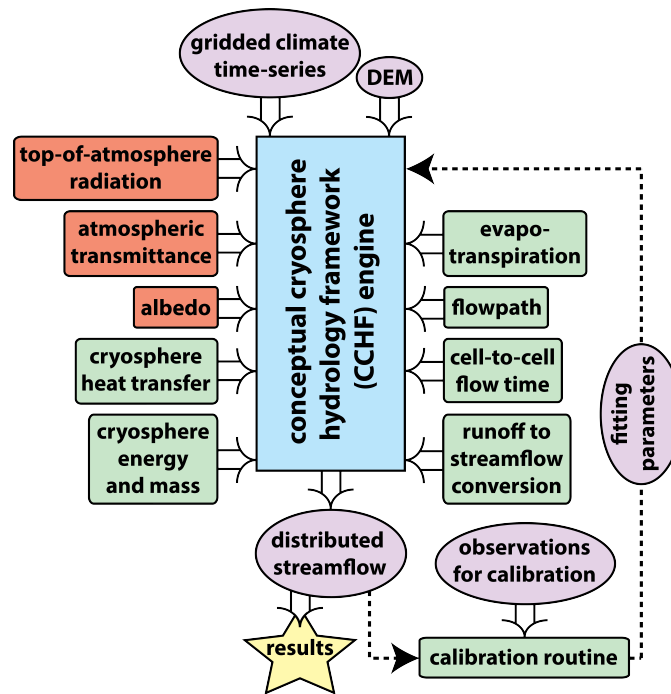 gridded climate
time-series
DEM
top-of-atmosphere
radiation
atmospheric
transmittance
albedo
cryosphere
heat transfer
cryosphere
energy
and mass
conceptual cryosphere
hydrology framework
(CCHF) engine
evapo-
transpiration
flowpath
cell-to-cell
flow time
runoff to
streamflow
conversion
fitting
parameters
distributed
streamflow
observations
for calibration
results
calibration routine